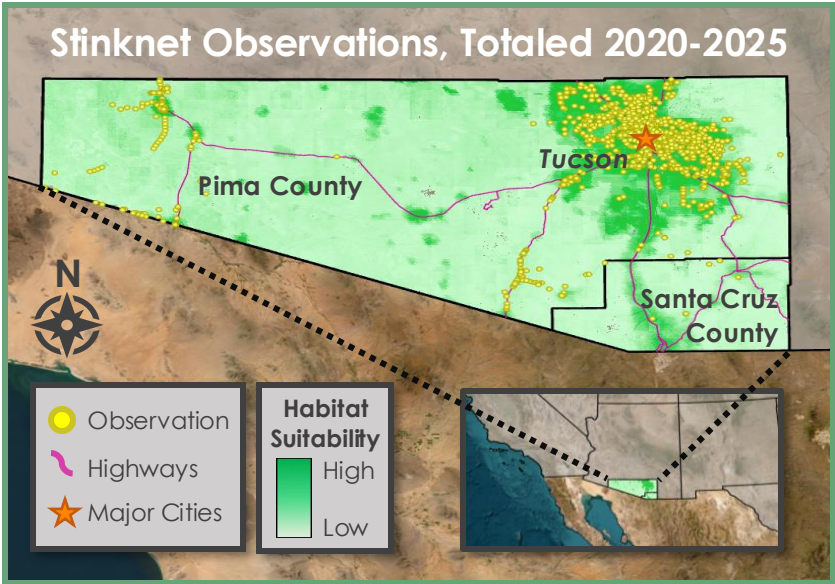 Stinknet Observations, Totaled 2020-2025
Tucson
Pima County
N
Santa Cruz
County
Observation
Highways
Major Cities
Habitat
Suitability
High
Low